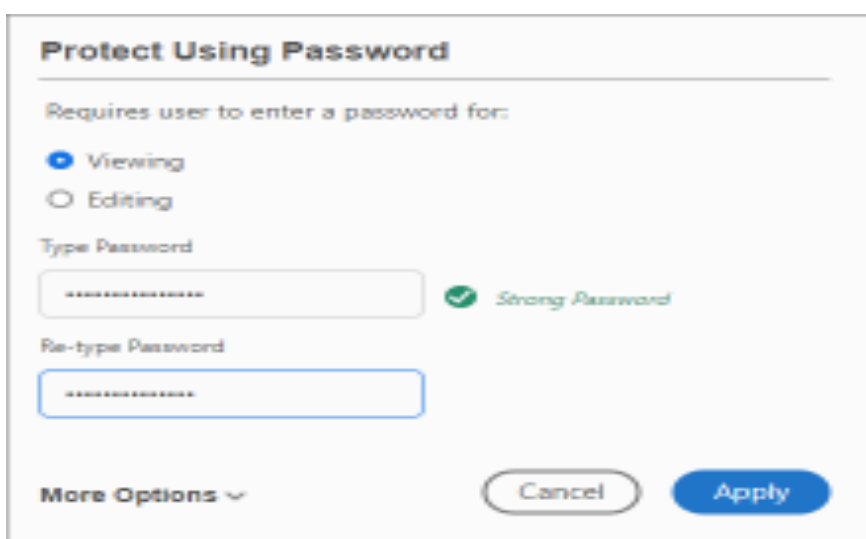 Protect Using Password
Requires user to enter a password for:
Viewing
Editing
Type Password
Strong Password
Re-type Password
More Options
Cancel
Apply